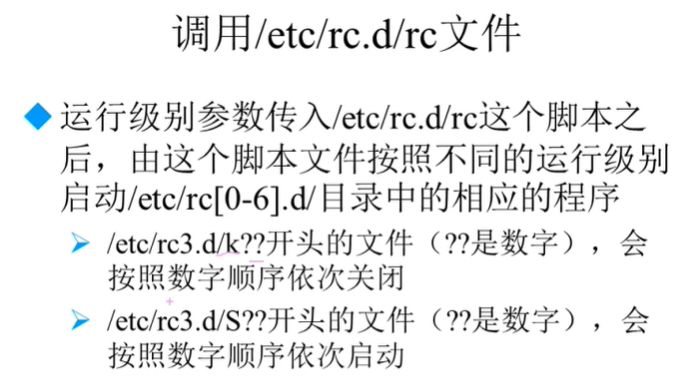 调用/etc/rc.d/rc文件
运行级别参数传入/etc/rc.d/rc这个脚本之
后，由这个脚本文件按照不同的运行级别
启动/etc/rc[0-6].d/目录中的相应的程序
/etc/rc3.d/k??开头的文件（??是数字），会
按照数字顺序依次关闭
/etc/rc3.d/S??开头的文件（??是数字），会
按照数字顺序依次启动